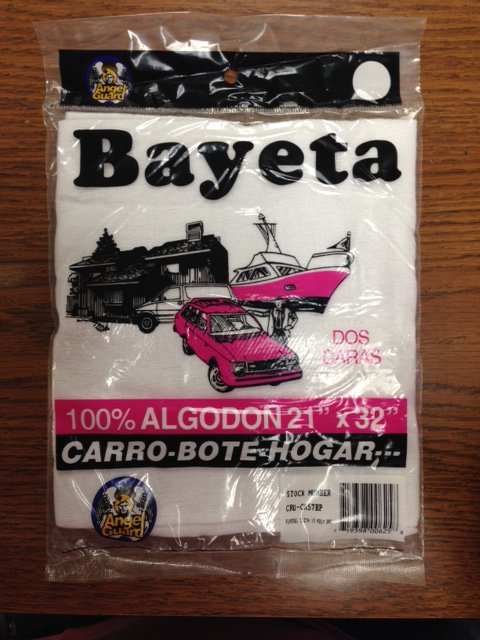 Angel
Guard
Bayeta
DOS
CARAS
100% ALGODON 21" x 32"
CARRO-BOTE-HOGAR---
Angel
Guard
STOCK NUMBER